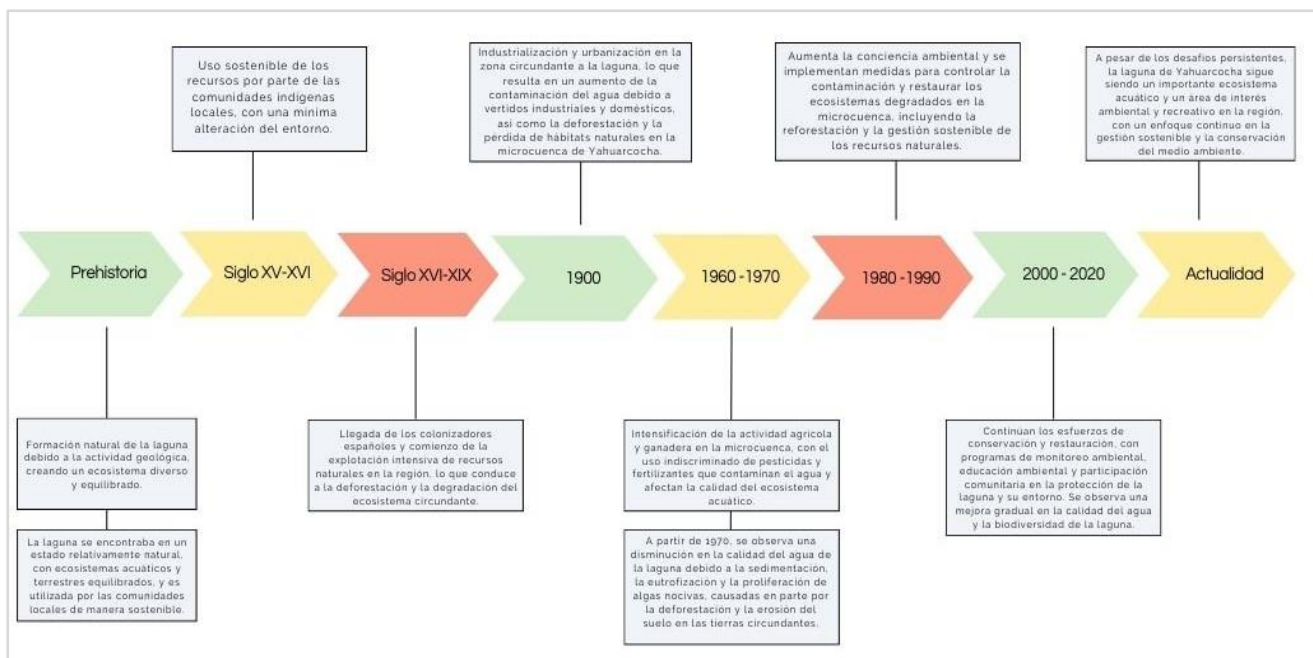 Uso sostenible de los
recursos por parte de las
comunidades indígenas
locales, con una mínima
alteración del entorno.
Industrialización y urbanización en la
zona circundante a la laguna, lo que
resulta en un aumento de la
contaminación del agua debido a
vertidos industriales y domésticos,
así como la deforestación y la
pérdida de hábitats naturales en la
microcuenca de Yahuarcocha.
Aumenta la conciencia ambiental y se
implementan medidas para controlar la
contaminación y restaurar los
ecosistemas degradados en la
microcuenca, incluyendo la
reforestación y la gestión sostenible de
los recursos naturales.
A pesar de los desafíos persistentes,
la laguna de Yahuarcocha sigue
siendo un importante ecosistema
acuático y un área de interés
ambiental y recreativo en la región,
con un enfoque continuo en la
gestión sostenible y la conservación
del medio ambiente.
Prehistoria
Siglo XV-XVI
Siglo XVI-XIX
1900
1960 -1970
1980 -1990
2000 - 2020
Actualidad
Formación natural de la laguna
debido a la actividad geológica,
creando un ecosistema diverso
y equilibrado.
La laguna se encontraba en un
estado relativamente natural,
con ecosistemas acuáticos y
terrestres equilibrados, y es
utilizada por las comunidades
locales de manera sostenible.
Llegada de los colonizadores
españoles y comienzo de la
explotación intensiva de recursos
naturales en la región, lo que conduce
a la deforestación y la degradación del
ecosistema circundante.
Intensificación de la actividad agrícola
y ganadera en la microcuenca, con el
uso indiscriminado de pesticidas y
fertilizantes que contaminan el agua y
afectan la calidad del ecosistema
acuático.
A partir de 1970, se observa una
disminución en la calidad del agua de
la laguna debido a la sedimentación,
la eutrofización y la proliferación de
algas nocivas, causadas en parte por
la deforestación y la erosión del
suelo en las tierras circundantes.
Continúan los esfuerzos de
conservación y restauración, con
programas de monitoreo ambiental,
educación ambiental y participación
comunitaria en la protección de la
laguna y su entorno. Se observa una
mejora gradual en la calidad del agua
y la biodiversidad de la laguna.